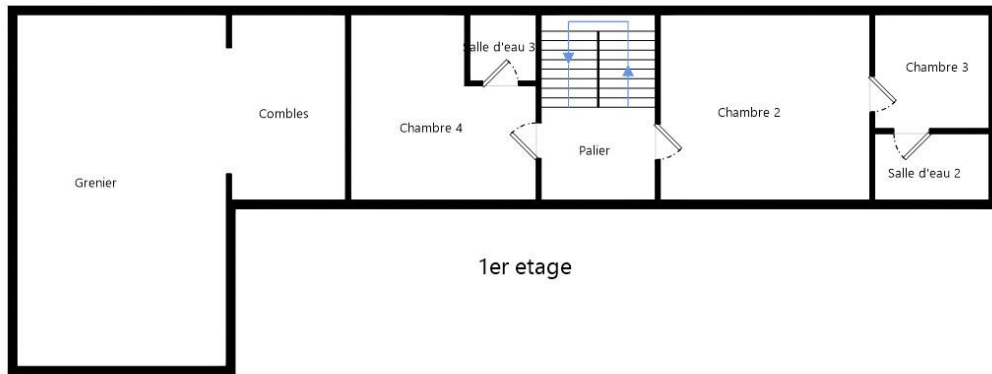 Salle d'eau 3
Chambre 3
Combles
Chambre 2
Chambre 4
Palier
Salle d'eau 2
Grenier
1er etage